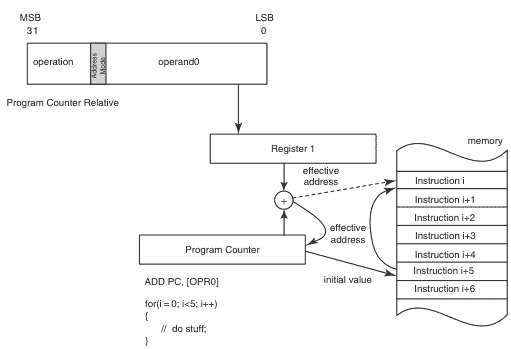 MSB
31
LSB
0
operation
Address Mode
operand0
Program Counter Relative
Register 1
memory
effective address
+
Instruction i
Instruction i+1
Instruction i+2
Instruction i+3
Instruction i+4
Instruction i+5
Instruction i+6
effective address
Program Counter
initial value
ADD PC, [OPR0]
for(i = 0; i<5; i++)
{
// do stuff;
}